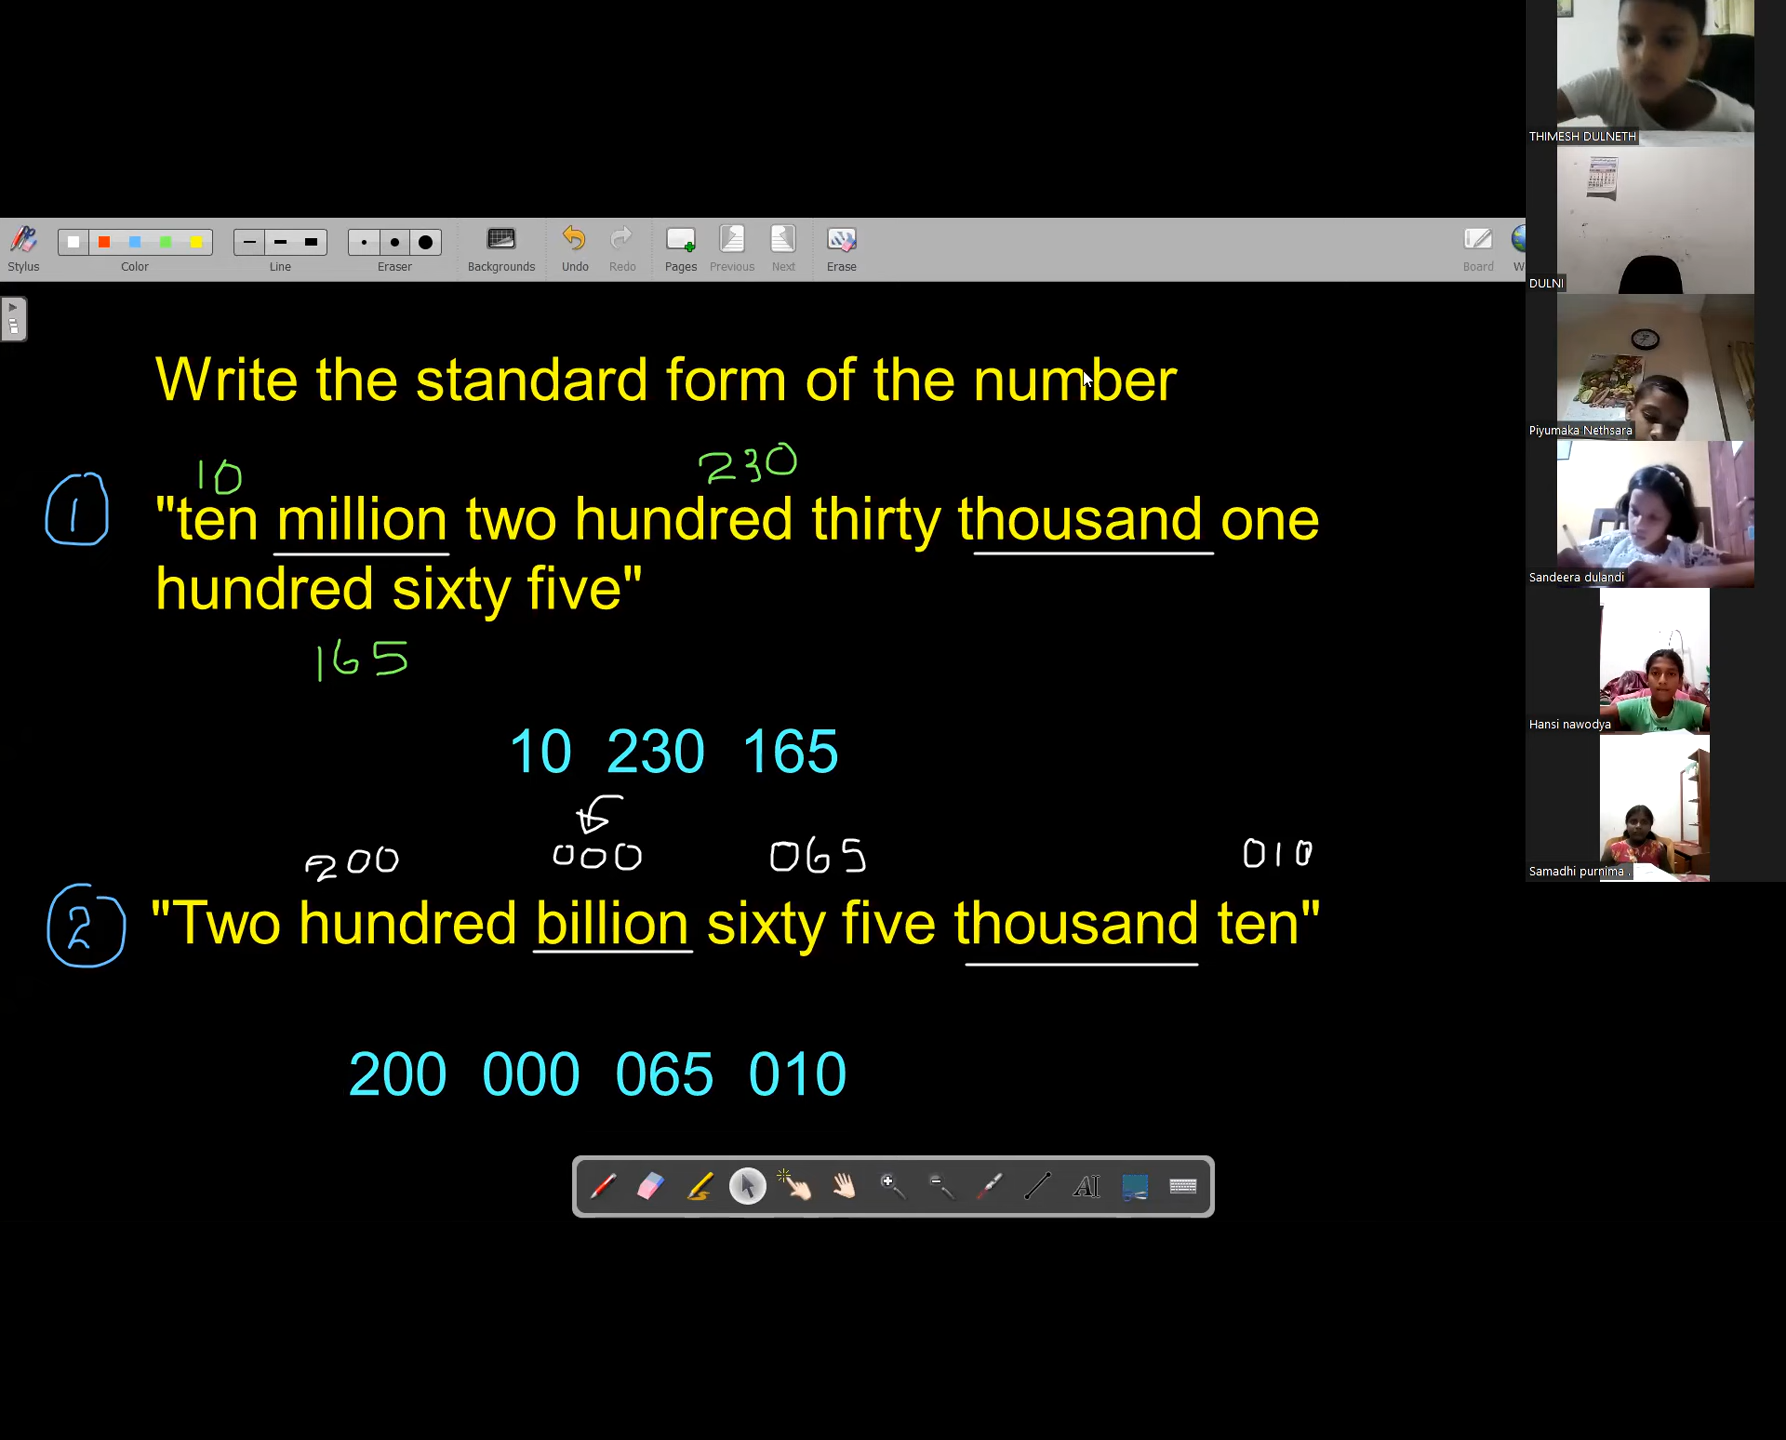 THIMESH DULNETH
Stylus Color Line Eraser Backgrounds Undo Redo Pages Previous Next Erase Board W
DULNI
Write the standard form of the number
Piyumaka Nethsara
10 230
1 "ten million two hundred thirty thousand one
hundred sixty five"
Sandeera dulandi
165
Hansi nawodya
10 230 165
200 000 065 010
Samadhi purnima .
2 "Two hundred billion sixty five thousand ten"
200 000 065 010